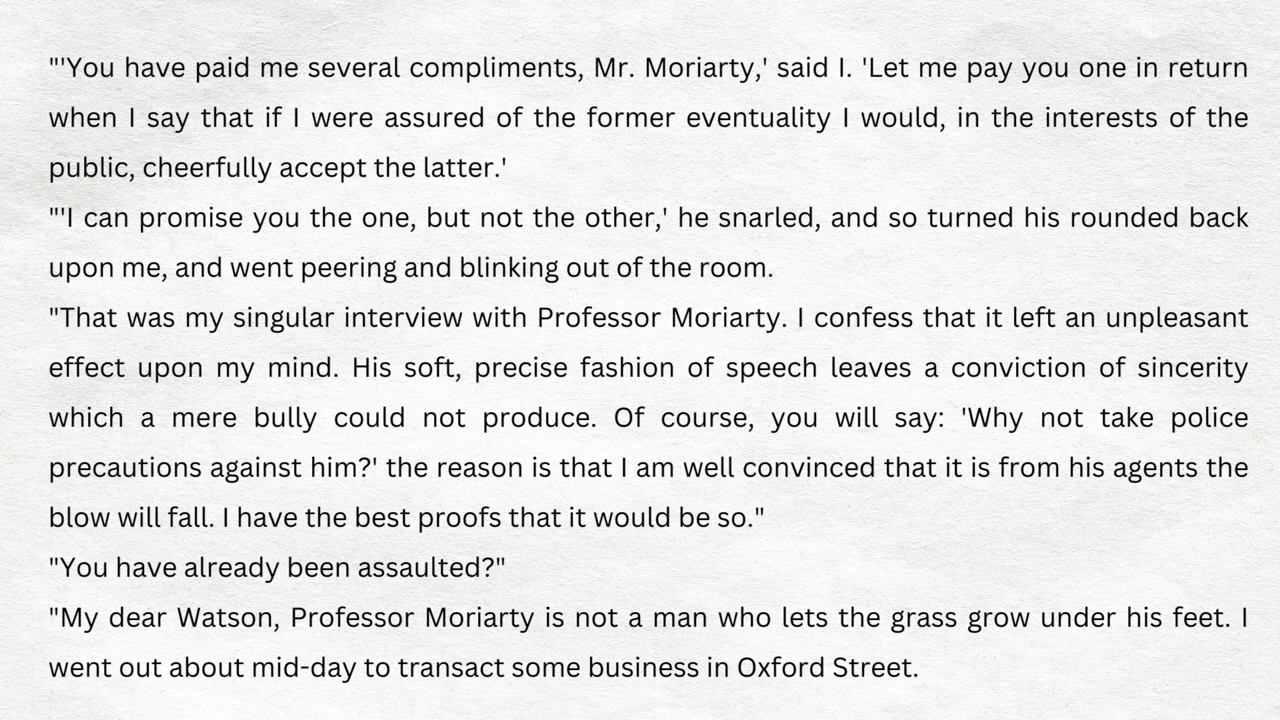 "'You have paid me several compliments, Mr. Moriarty,' said I. 'Let me pay you one in return
when I say that if I were assured of the former eventuality I would, in the interests of the
public, cheerfully accept the latter.'
"'I can promise you the one, but not the other,' he snarled, and so turned his rounded back
upon me, and went peering and blinking out of the room.
"That was my singular interview with Professor Moriarty. I confess that it left an unpleasant
effect upon my mind. His soft, precise fashion of speech leaves a conviction of sincerity
which a mere bully could not produce. Of course, you will say: 'Why not take police
precautions against him?' the reason is that I am well convinced that it is from his agents the
blow will fall. I have the best proofs that it would be so."
"You have already been assaulted?"
"My dear Watson, Professor Moriarty is not a man who lets the grass grow under his feet. I
went out about mid-day to transact some business in Oxford Street.